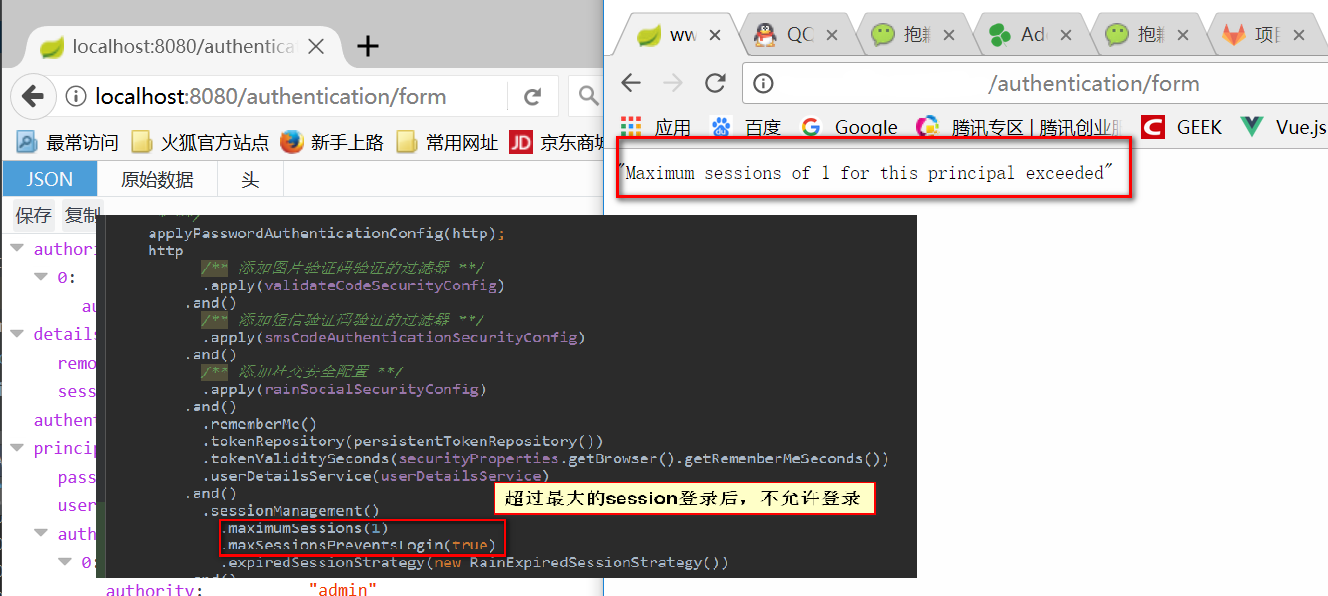 localhost:8080/authentica
localhost:8080/authentication/form
最常访问 火狐官方站点 新手上路 常用网址 JD 京东商城
JSON 原始数据 头
保存 复制
authori
0:
au
details
remo
sess
authent
princip
pass
user
auth
0
authority: "admin"
applyPasswordAuthenticationConfig(http);
http
/** 添加图片验证码验证的过滤器 **/
.apply(validateCodeSecurityConfig)
.and()
/** 添加短信验证码验证的过滤器 **/
.apply(smsCodeAuthenticationSecurityConfig)
.and()
/** 添加社交安全配置 **/
.apply(rainSocialSecurityConfig)
.and()
.rememberMe()
.tokenRepository(persistentTokenRepository())
.tokenValiditySeconds(securityProperties.getBrowser().getRememberMeSeconds())
.userDetailsService(userDetailsService)
.and()
.sessionManagement()
.maximumSessions(1)
.maxSessionsPreventsLogin(true)
.expiredSessionStrategy(new RainExpiredSessionStrategy())
.and()
超过最大的session登录后，不允许登录
ww QC 抱歉 Ad 抱歉 项目
/authentication/form
应用 百度 Google 腾讯专区 | 腾讯创业服 GEEK Vue.js
"Maximum sessions of 1 for this principal exceeded"